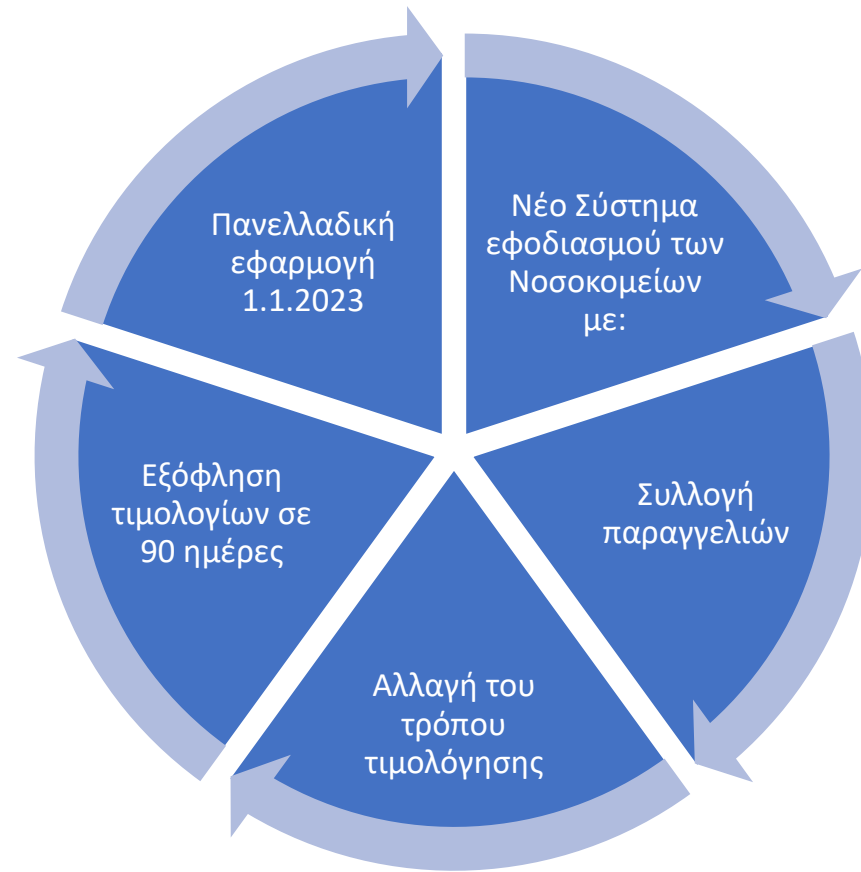 Νέο Σύστημα
εφοδιασμού των
Νοσοκομείων
με:
Συλλογή
παραγγελιών
Αλλαγή του
τρόπου
τιμολόγησης
Εξόφληση
τιμολογίων σε
90 ημέρες
Πανελλαδική
εφαρμογή
1.1.2023